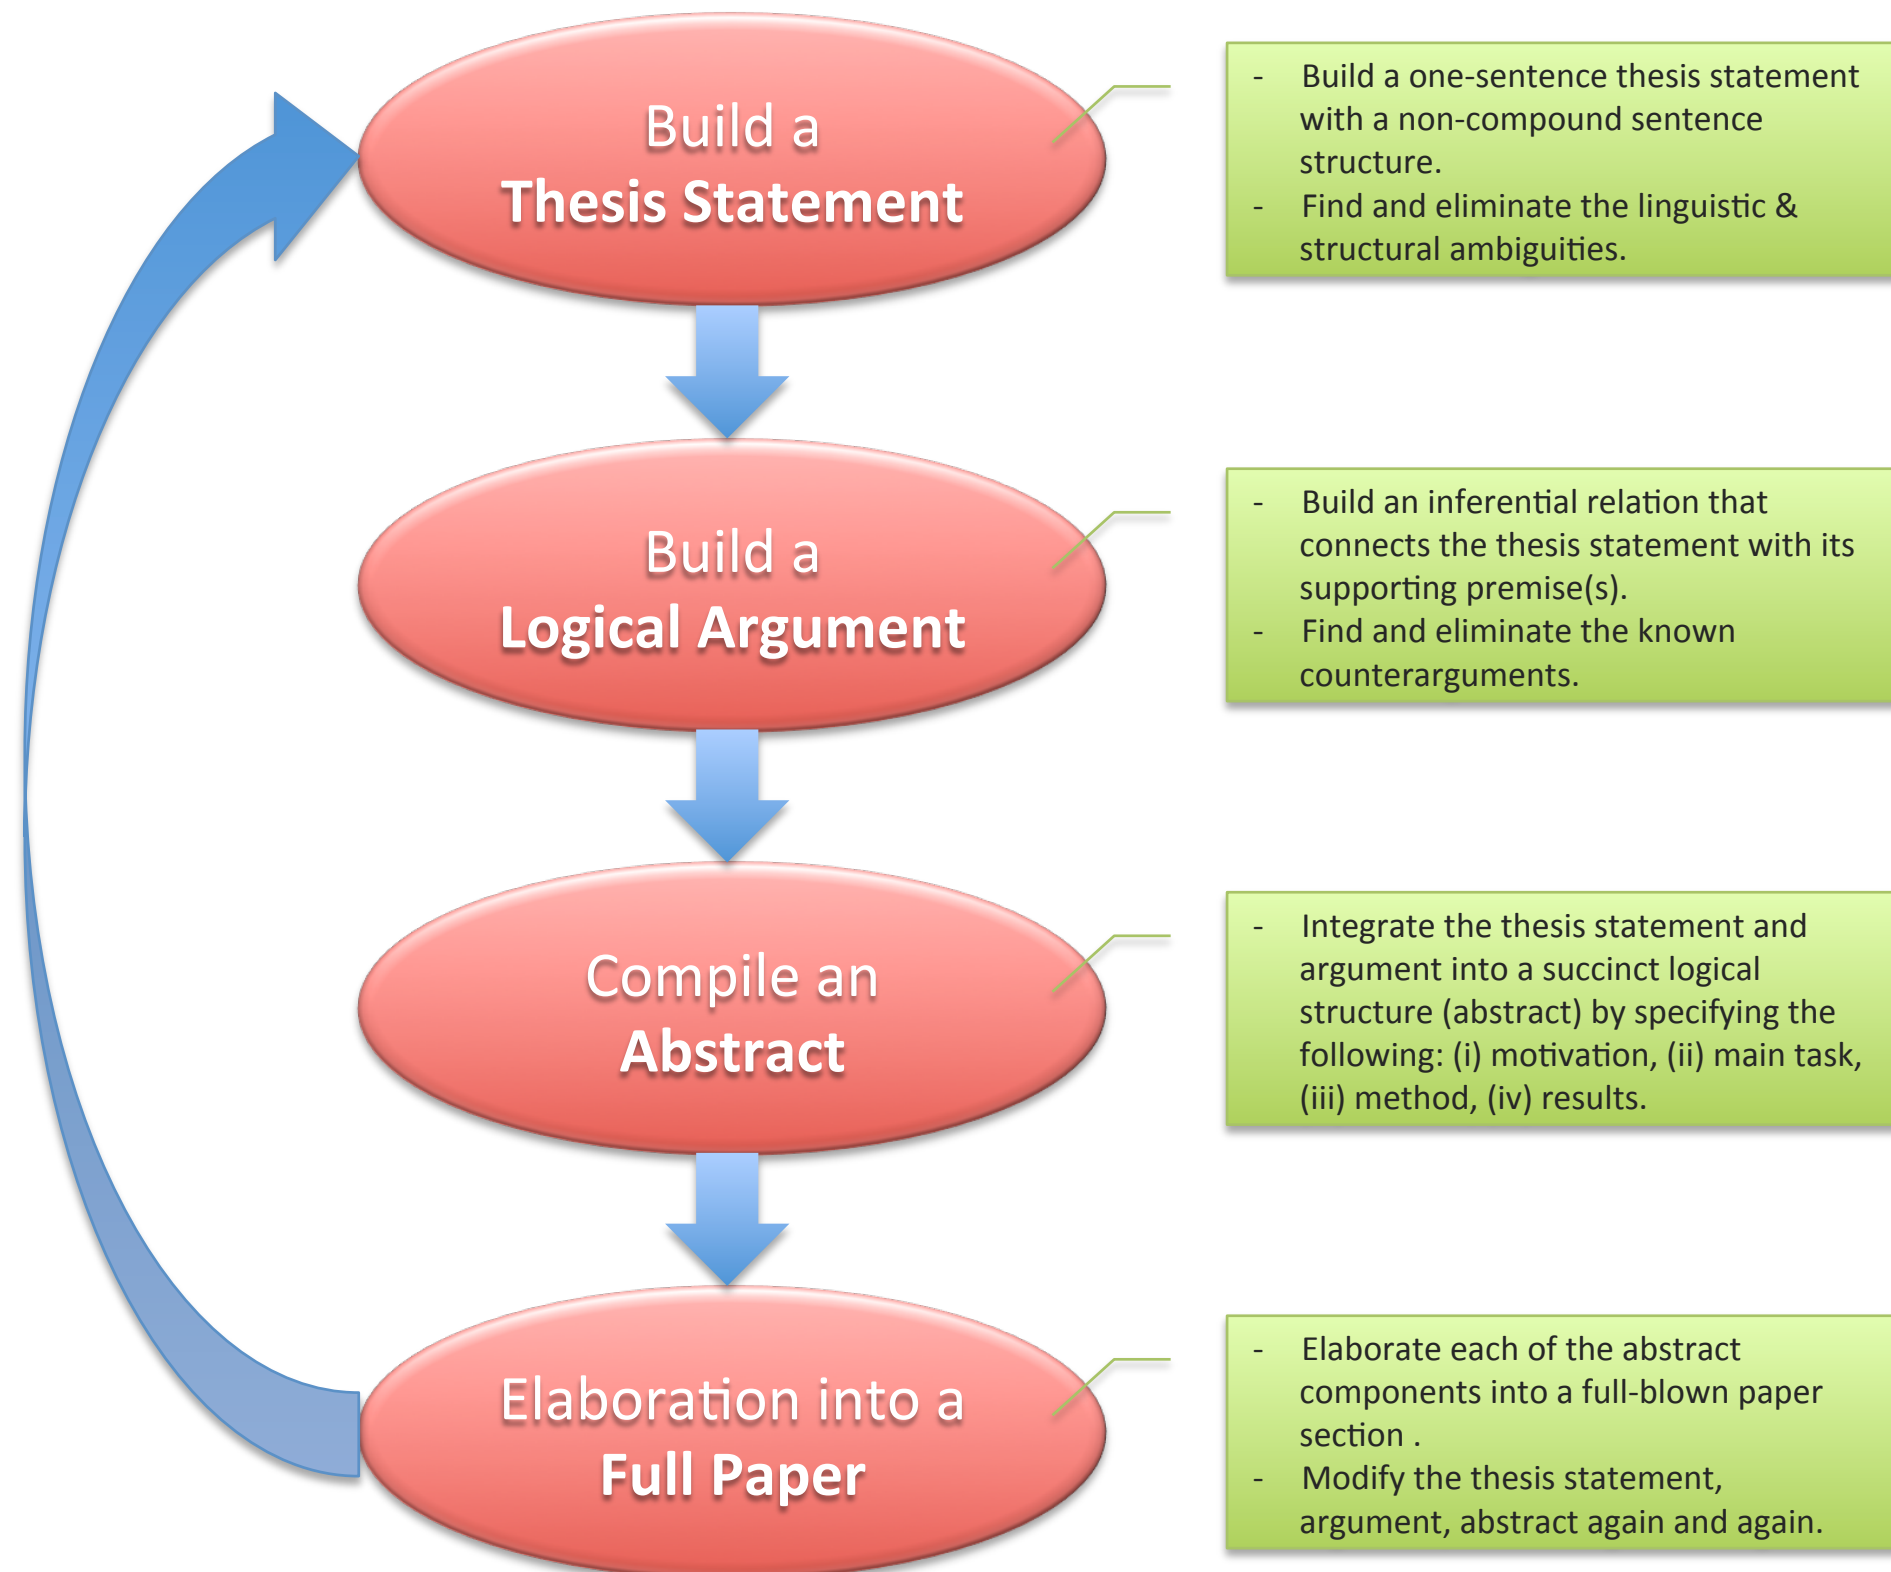 Build a
Thesis Statement
- Build a one-sentence thesis statement
with a non-compound sentence
structure.
- Find and eliminate the linguistic &
structural ambiguities.
Build a
Logical Argument
- Build an inferential relation that
connects the thesis statement with its
supporting premise(s).
- Find and eliminate the known
counterarguments.
Compile an
Abstract
- Integrate the thesis statement and
argument into a succinct logical
structure (abstract) by specifying the
following: (i) motivation, (ii) main task,
(iii) method, (iv) results.
Elaboration into a
Full Paper
- Elaborate each of the abstract
components into a full-blown paper
section .
- Modify the thesis statement,
argument, abstract again and again.